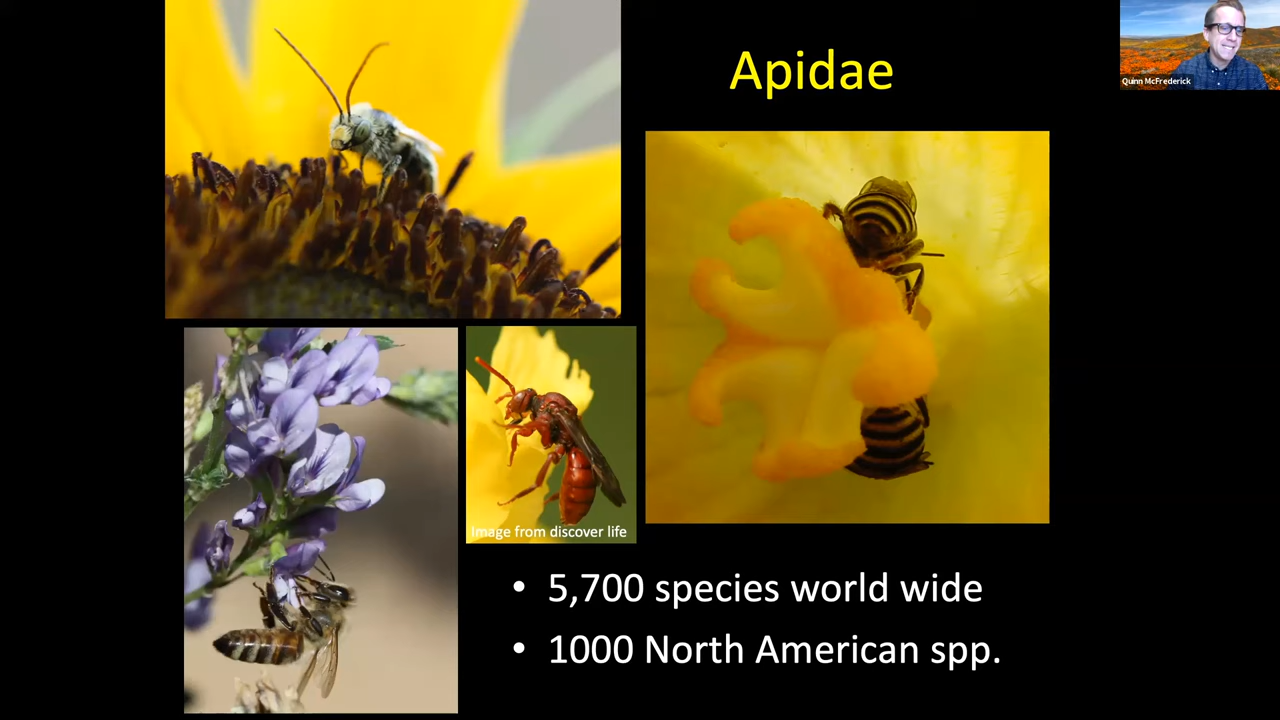 Apidae
Quinn McFrederick
Image from discover life
• 5,700 species world wide
• 1000 North American spp.